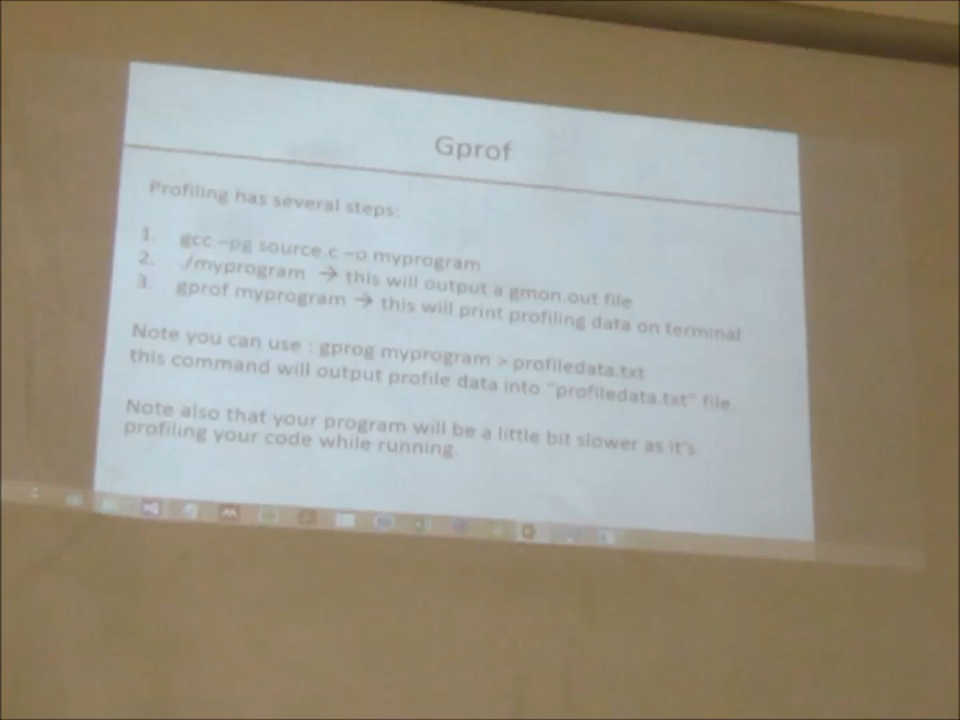 Gprof
Profiling has several steps:
1. gcc –pg source.c –o myprogram
2. ./myprogram → this will output a gmon.out file
3. gprof myprogram → this will print profiling data on terminal
Note you can use : gprog myprogram > profiledata.txt
this command will output profile data into "profiledata.txt" file.
Note also that your program will be a little bit slower as it's
profiling your code while running.